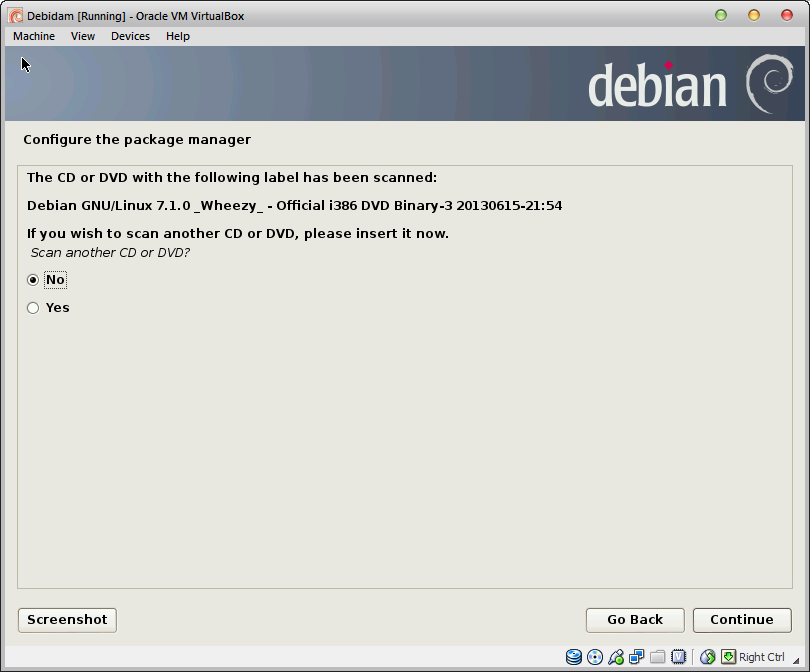 Debidam [Running] - Oracle VM VirtualBox
Machine View Devices Help
debian
Configure the package manager
The CD or DVD with the following label has been scanned:
Debian GNU/Linux 7.1.0 _Wheezy_ - Official i386 DVD Binary-3 20130615-21:54
If you wish to scan another CD or DVD, please insert it now.
Scan another CD or DVD?
No
Yes
Screenshot Go Back Continue
Right Ctrl